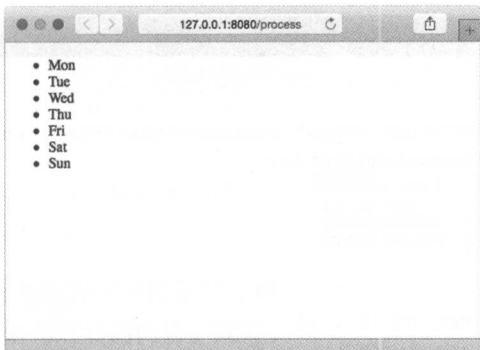 127.0.0.1:8080/process
• Mon
• Tue
• Wed
• Thu
• Fri
• Sat
• Sun